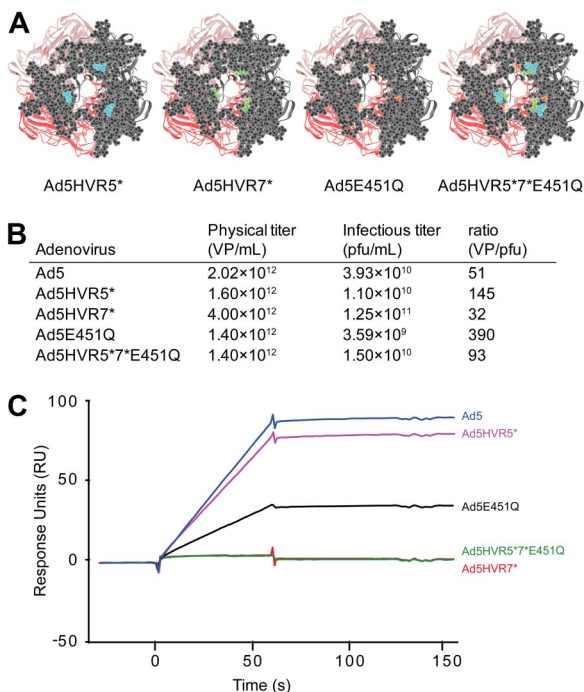 A
Ad5HVR5* Ad5HVR7* Ad5E451Q Ad5HVR5*7*E451Q
B
Adenovirus Physical titer (VP/mL) Infectious titer (pfu/mL) ratio (VP/pfu)
Ad5 2.02×10¹² 3.93×10¹⁰ 51
Ad5HVR5* 1.60×10¹² 1.10×10¹⁰ 145
Ad5HVR7* 4.00×10¹² 1.25×10¹¹ 32
Ad5E451Q 1.40×10¹² 3.59×10⁹ 390
Ad5HVR5*7*E451Q 1.40×10¹² 1.50×10¹⁰ 93
C
Response Units (RU)
100
50
0
-50
Ad5
Ad5HVR5*
Ad5E451Q
Ad5HVR5*7*E451Q
Ad5HVR7*
0 50 100 150
Time (s)